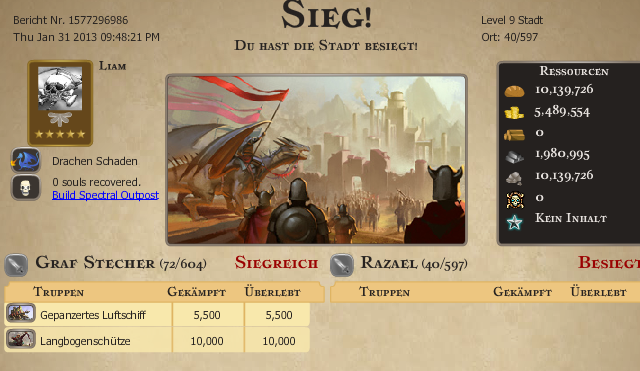 Bericht Nr. 1577296986
Thu Jan 31 2013 09:48:21 PM
Sieg!
Du hast die Stadt besiegt!
Level 9 Stadt
Ort: 40/597
Liam
Drachen Schaden
0 souls recovered.
Build Spectral Outpost
Ressourcen
10,139,726
5,489,554
0
1,980,995
10,139,726
0
Kein Inhalt
Graf Stecher (72/604) Siegreich
Razael (40/597) Besiegt
Truppen Gekämpft Überlebt
Truppen Gekämpft Überlebt
Gepanzertes Luftschiff 5,500 5,500
Langbogenschütze 10,000 10,000